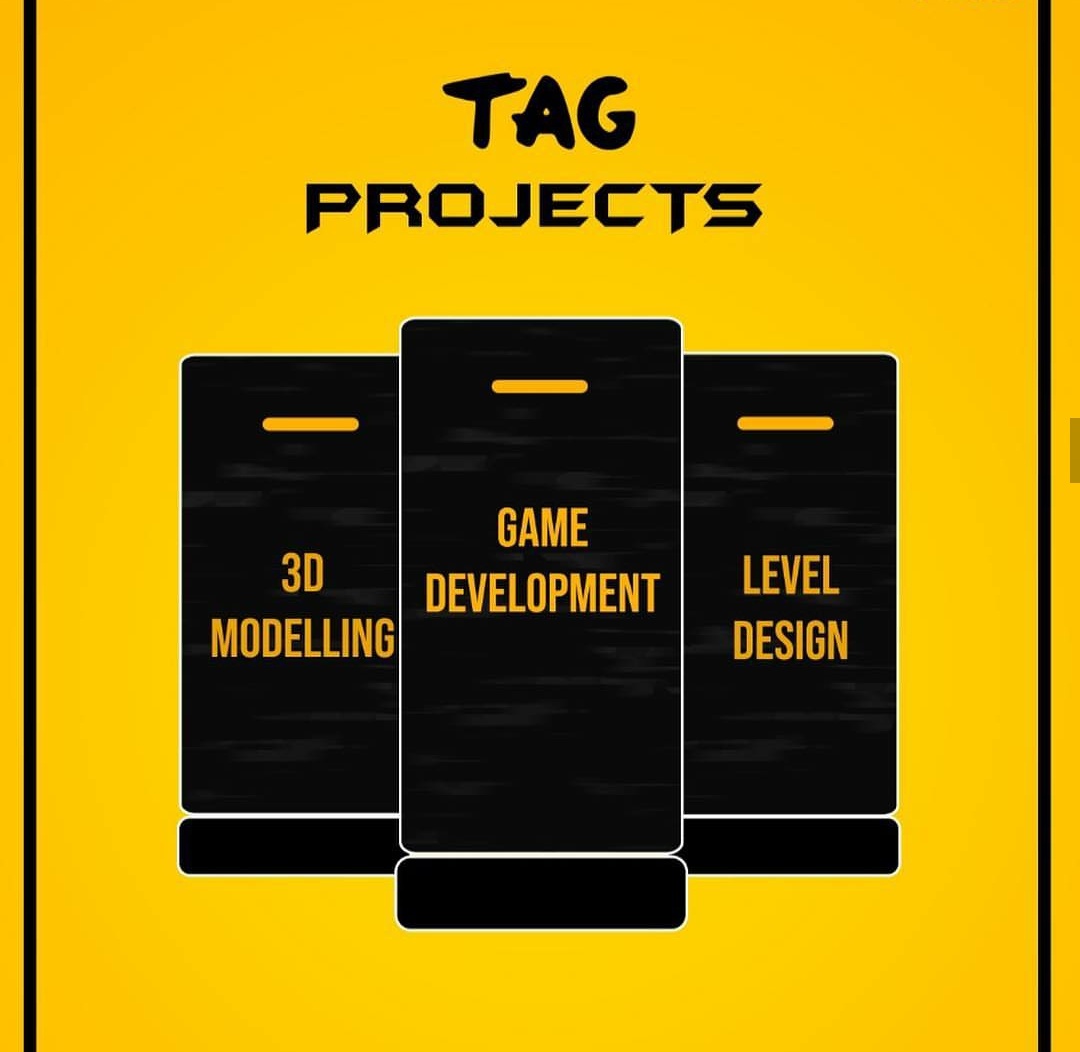 TAG
PROJECTS
3D
MODELLING
GAME
DEVELOPMENT
LEVEL
DESIGN